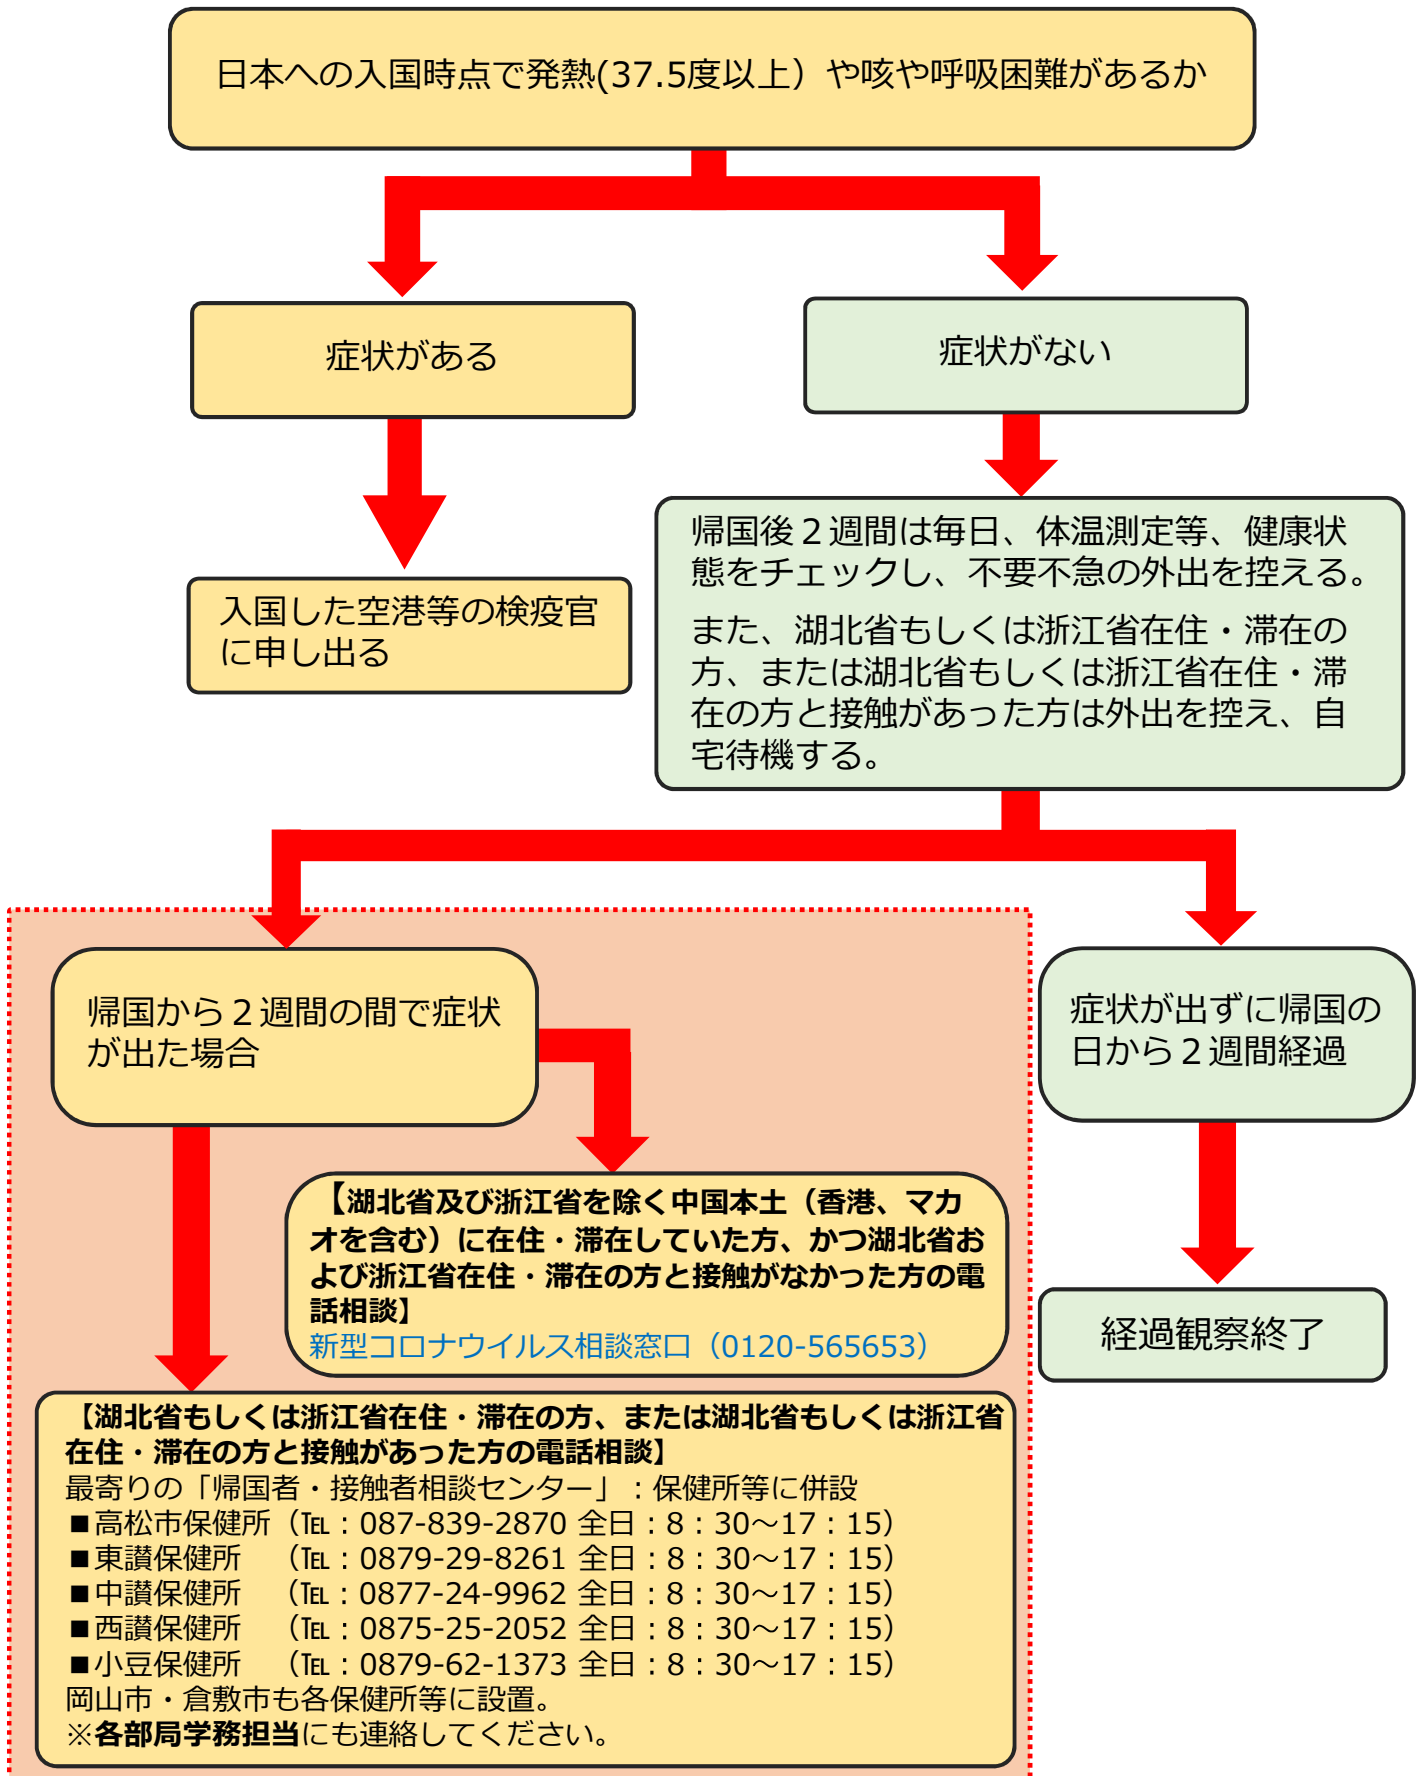 日本への入国時点で発熱(37.5度以上）や咳や呼吸困難があるか
症状がある
症状がない
入国した空港等の検疫官
に申し出る
帰国後２週間は毎日、体温測定等、健康状
態をチェックし、不要不急の外出を控える。
また、湖北省もしくは浙江省在住・滞在の
方、または湖北省もしくは浙江省在住・滞
在の方と接触があった方は外出を控え、自
宅待機する。
帰国から２週間の間で症状
が出た場合
症状が出ずに帰国の
日から２週間経過
【湖北省及び浙江省を除く中国本土（香港、マカ
オを含む）に在住・滞在していた方、かつ湖北省お
よび浙江省在住・滞在の方と接触がなかった方の電
話相談】
新型コロナウイルス相談窓口（0120-565653）
経過観察終了
【湖北省もしくは浙江省在住・滞在の方、または湖北省もしくは浙江省
在住・滞在の方と接触があった方の電話相談】
最寄りの「帰国者・接触者相談センター」：保健所等に併設
■高松市保健所（℡：087-839-2870 全日：8：30～17：15）
■東讃保健所　（℡：0879-29-8261 全日：8：30～17：15）
■中讃保健所　（℡：0877-24-9962 全日：8：30～17：15）
■西讃保健所　（℡：0875-25-2052 全日：8：30～17：15）
■小豆保健所　（℡：0879-62-1373 全日：8：30～17：15）
岡山市・倉敷市も各保健所等に設置。
※各部局学務担当にも連絡してください。